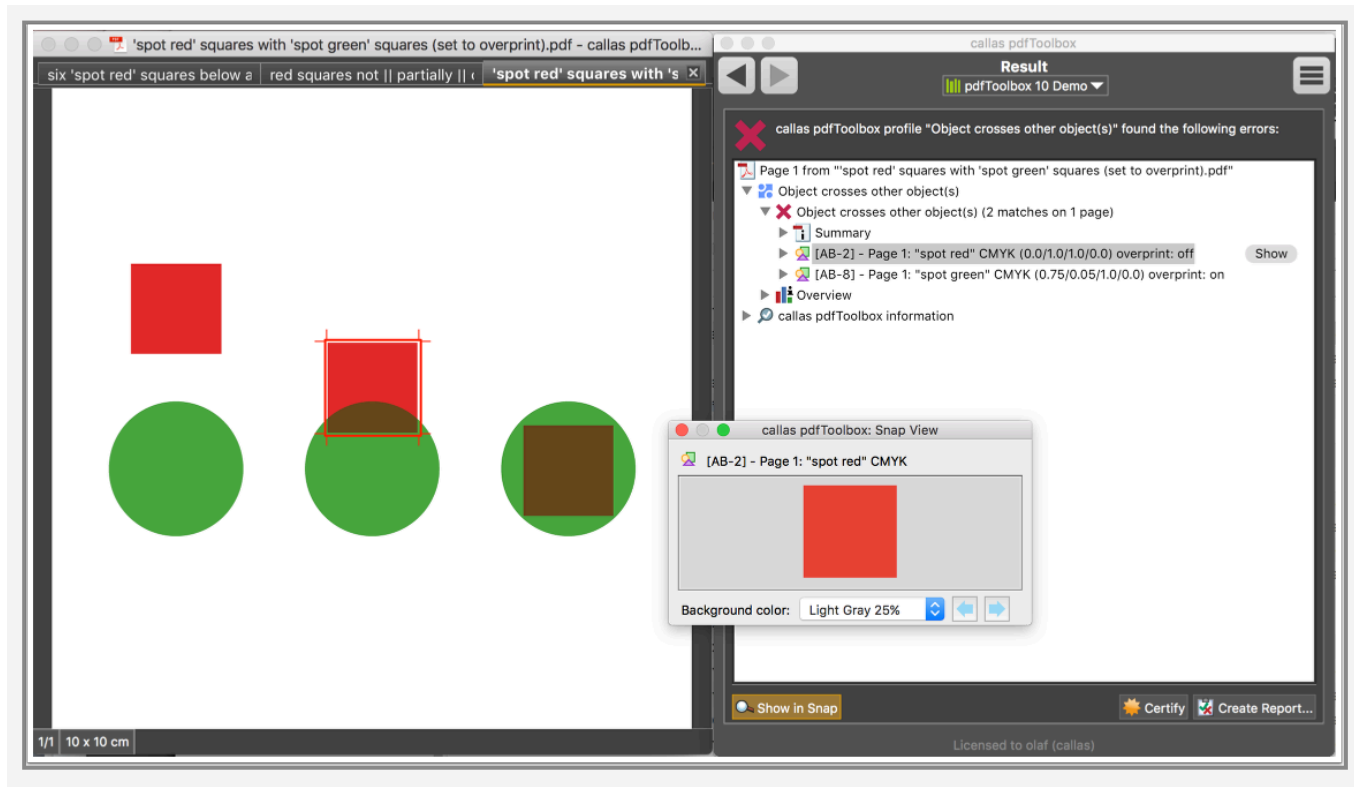 'spot red' squares with 'spot green' squares (set to overprint).pdf - callas pdfToolb...
six 'spot red' squares below a
red squares not || partially || c
'spot red' squares with 's
1/1
10 x 10 cm
callas pdfToolbox
Result
pdfToolbox 10 Demo
callas pdfToolbox profile "Object crosses other object(s)" found the following errors:
Page 1 from "'spot red' squares with 'spot green' squares (set to overprint).pdf"
Object crosses other object(s)
Object crosses other object(s) (2 matches on 1 page)
Summary
[AB-2] - Page 1: "spot red" CMYK (0.0/1.0/1.0/0.0) overprint: off
Show
[AB-8] - Page 1: "spot green" CMYK (0.75/0.05/1.0/0.0) overprint: on
Overview
callas pdfToolbox information
callas pdfToolbox: Snap View
[AB-2] - Page 1: "spot red" CMYK
Background color: Light Gray 25%
Show in Snap
Certify
Create Report...
Licensed to olaf (callas)